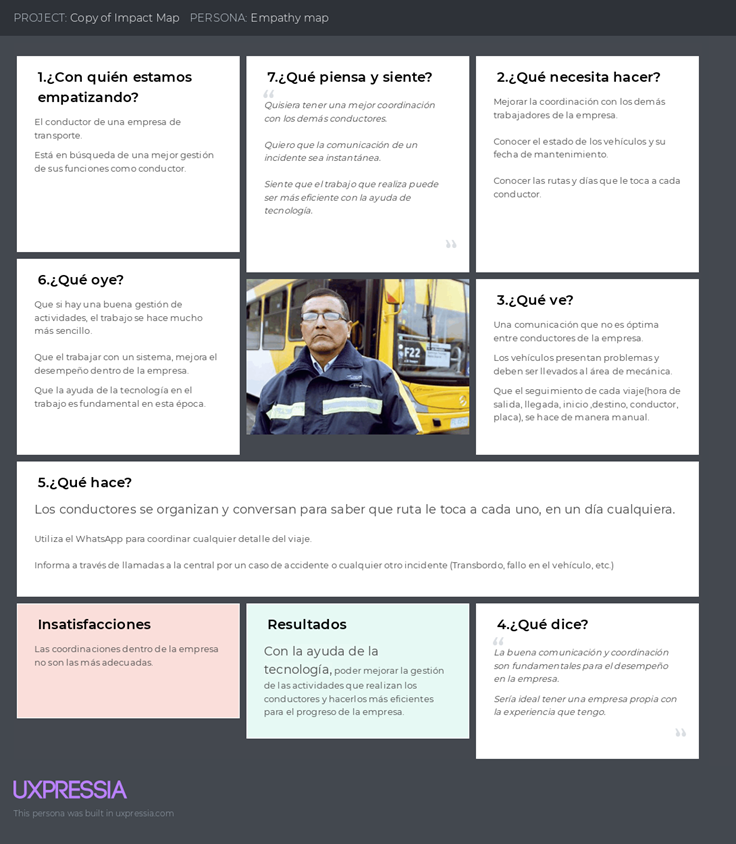 PROJECT: Copy of Impact Map PERSONA: Empathy map
1.¿Con quién estamos
empatizando?
El conductor de una empresa de
transporte.
Está en búsqueda de una mejor gestión
de sus funciones como conductor.
7.¿Qué piensa y siente?
“
Quisiera tener una mejor coordinación
con los demás conductores.
Quiero que la comunicación de un
incidente sea instantánea.
Siente que el trabajo que realiza puede
ser más eficiente con la ayuda de
tecnología.
”
2.¿Qué necesita hacer?
Mejorar la coordinación con los demás
trabajadores de la empresa.
Conocer el estado de los vehículos y su
fecha de mantenimiento.
Conocer las rutas y días que le toca a cada
conductor.
6.¿Qué oye?
Que si hay una buena gestión de
actividades, el trabajo se hace mucho
más sencillo.
Que el trabajar con un sistema, mejora el
desempeño dentro de la empresa.
Que la ayuda de la tecnología en el
trabajo es fundamental en esta época.
F22
3.¿Qué ve?
Una comunicación que no es óptima
entre conductores de la empresa.
Los vehículos presentan problemas y
deben ser llevados al área de mecánica.
Que el seguimiento de cada viaje(hora de
salida, llegada, inicio ,destino, conductor,
placa), se hace de manera manual.
5.¿Qué hace?
Los conductores se organizan y conversan para saber que ruta le toca a cada uno, en un día cualquiera.
Utiliza el WhatsApp para coordinar cualquier detalle del viaje.
Informa a través de llamadas a la central por un caso de accidente o cualquier otro incidente (Transbordo, fallo en el vehículo, etc.)
Insatisfacciones
Las coordinaciones dentro de la empresa
no son las más adecuadas.
Resultados
Con la ayuda de la
tecnología, poder mejorar la gestión
de las actividades que realizan los
conductores y hacerlos más eficientes
para el progreso de la empresa.
4.¿Qué dice?
“
La buena comunicación y coordinación
son fundamentales para el desempeño
en la empresa.
Sería ideal tener una empresa propia con
la experiencia que tengo.
”
UXPRESSIA
This persona was built in uxpressia.com